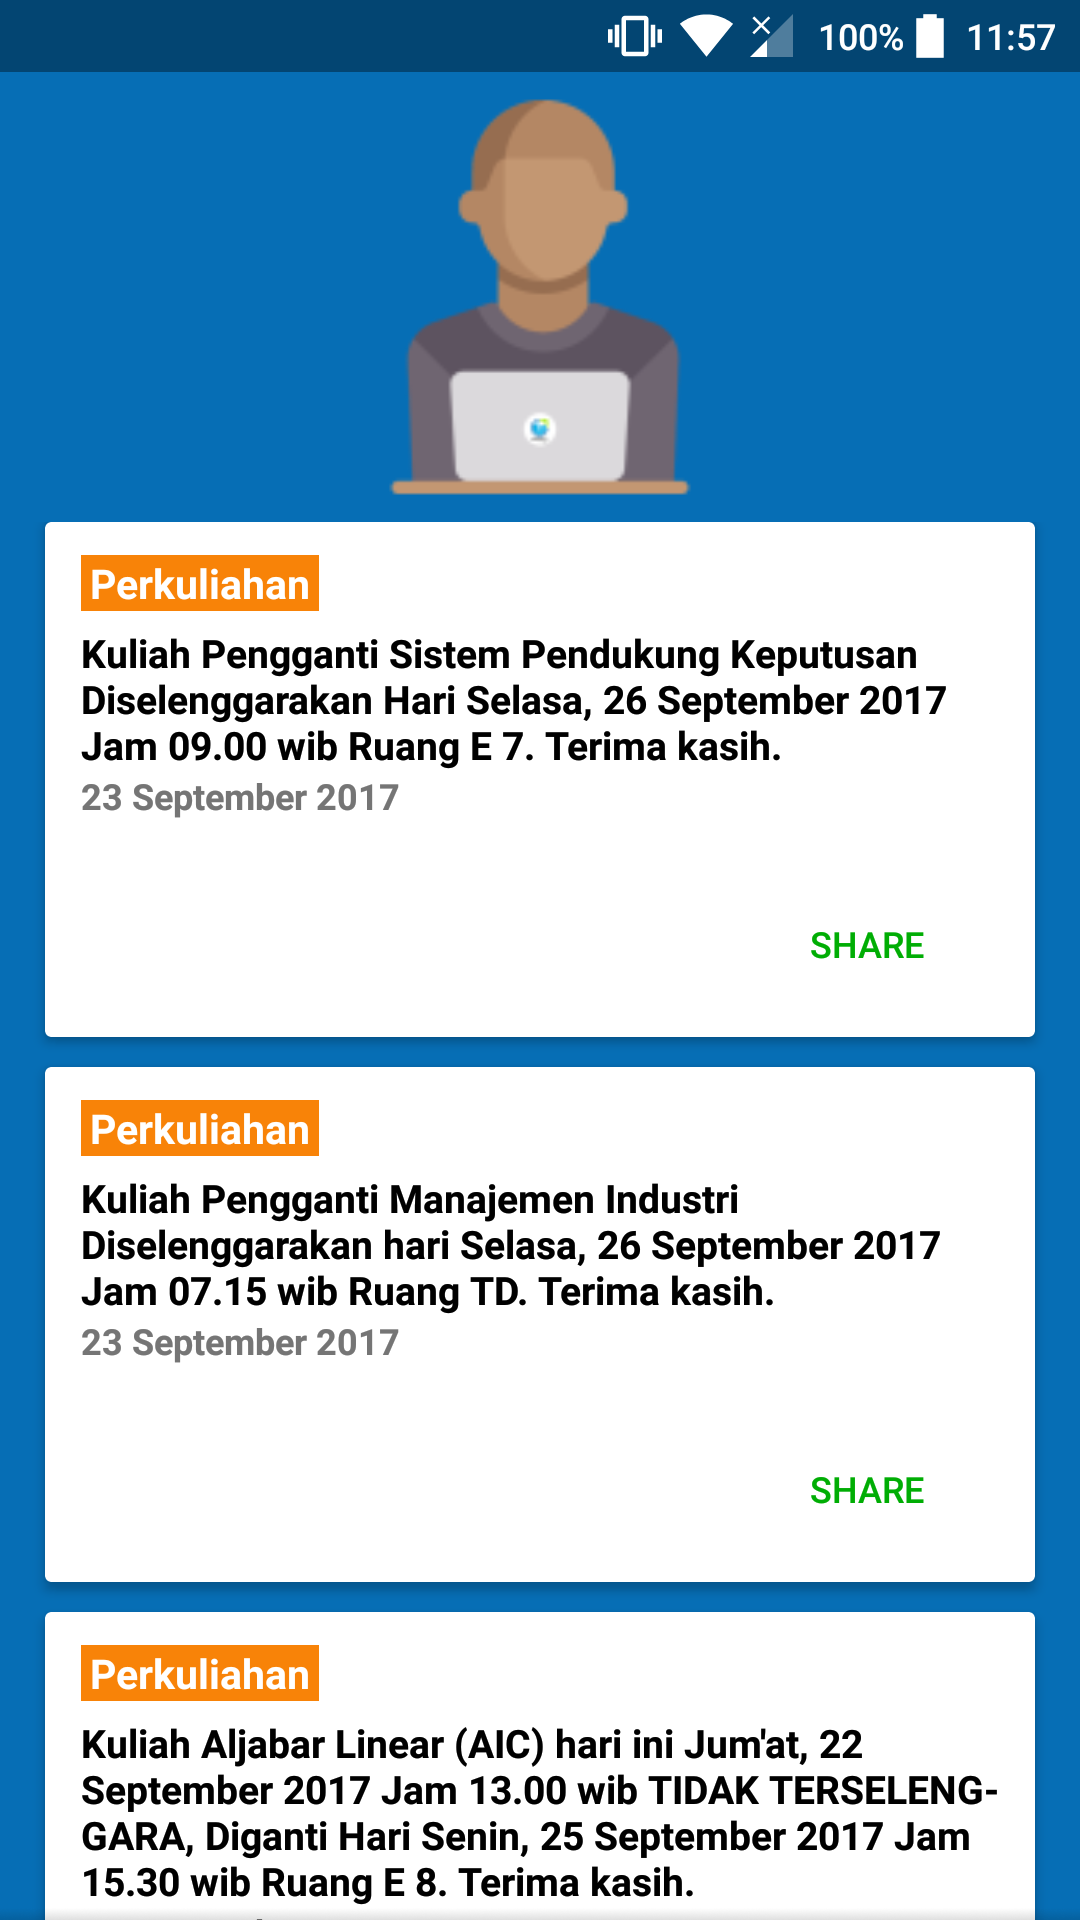 100% 11:57
Perkuliahan
Kuliah Pengganti Sistem Pendukung Keputusan
Diselenggarakan Hari Selasa, 26 September 2017
Jam 09.00 wib Ruang E 7. Terima kasih.
23 September 2017
SHARE
Perkuliahan
Kuliah Pengganti Manajemen Industri
Diselenggarakan hari Selasa, 26 September 2017
Jam 07.15 wib Ruang TD. Terima kasih.
23 September 2017
SHARE
Perkuliahan
Kuliah Aljabar Linear (AIC) hari ini Jum'at, 22
September 2017 Jam 13.00 wib TIDAK TERSELENG-
GARA, Diganti Hari Senin, 25 September 2017 Jam
15.30 wib Ruang E 8. Terima kasih.